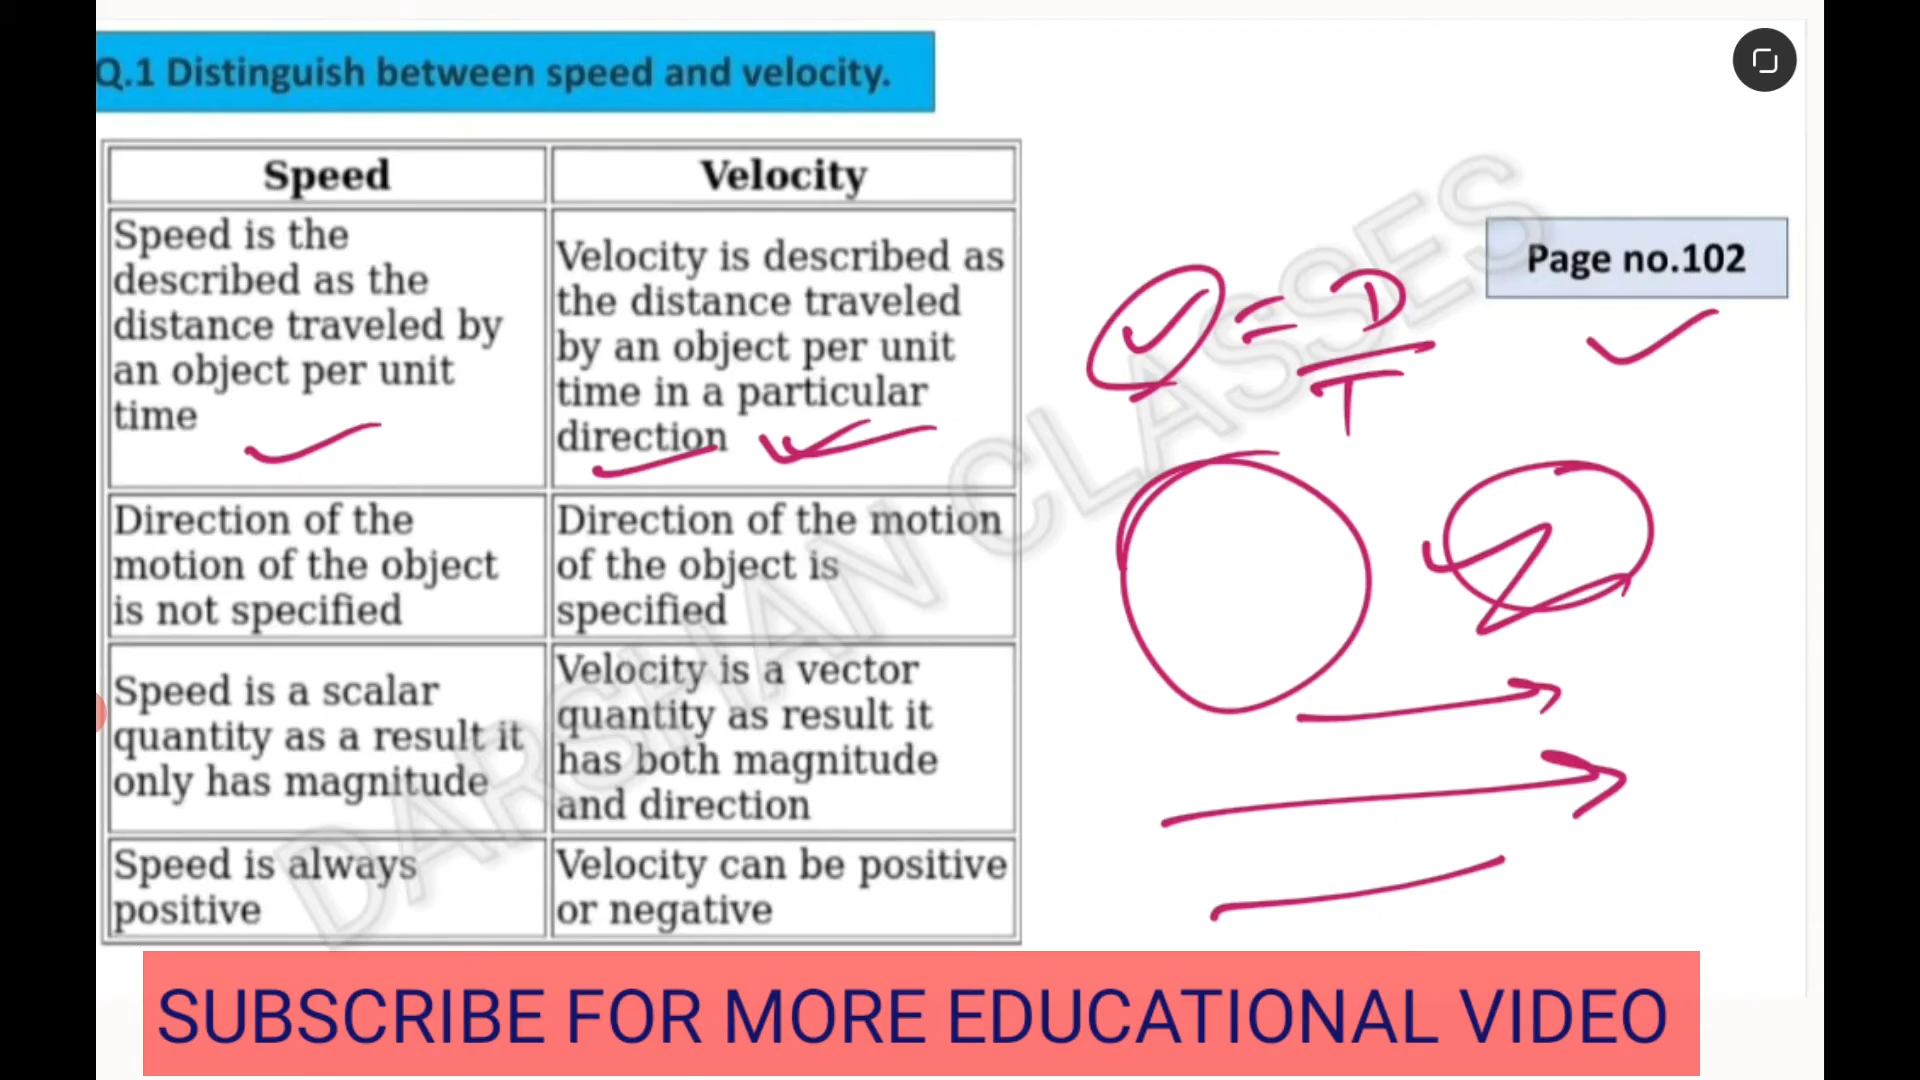 Q.1 Distinguish between speed and velocity.
Speed
Velocity
Speed is the
described as the
distance traveled by
an object per unit
time
Velocity is described as
the distance traveled
by an object per unit
time in a particular
direction
Direction of the
motion of the object
is not specified
Direction of the motion
of the object is
specified
Speed is a scalar
quantity as a result it
only has magnitude
Velocity is a vector
quantity as result it
has both magnitude
and direction
Speed is always
positive
Velocity can be positive
or negative
Page no.102
= D
T
DARSHAN CLASSES
SUBSCRIBE FOR MORE EDUCATIONAL VIDEO